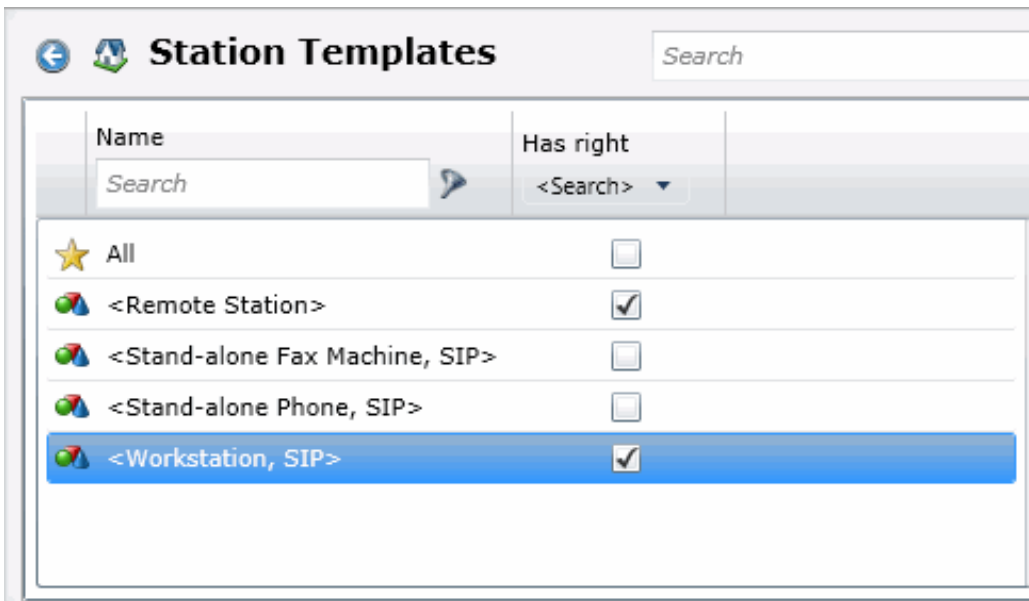 Station Templates
Search
Name
Has right
Search
<Search>
All
<Remote Station>
<Stand-alone Fax Machine, SIP>
<Stand-alone Phone, SIP>
<Workstation, SIP>